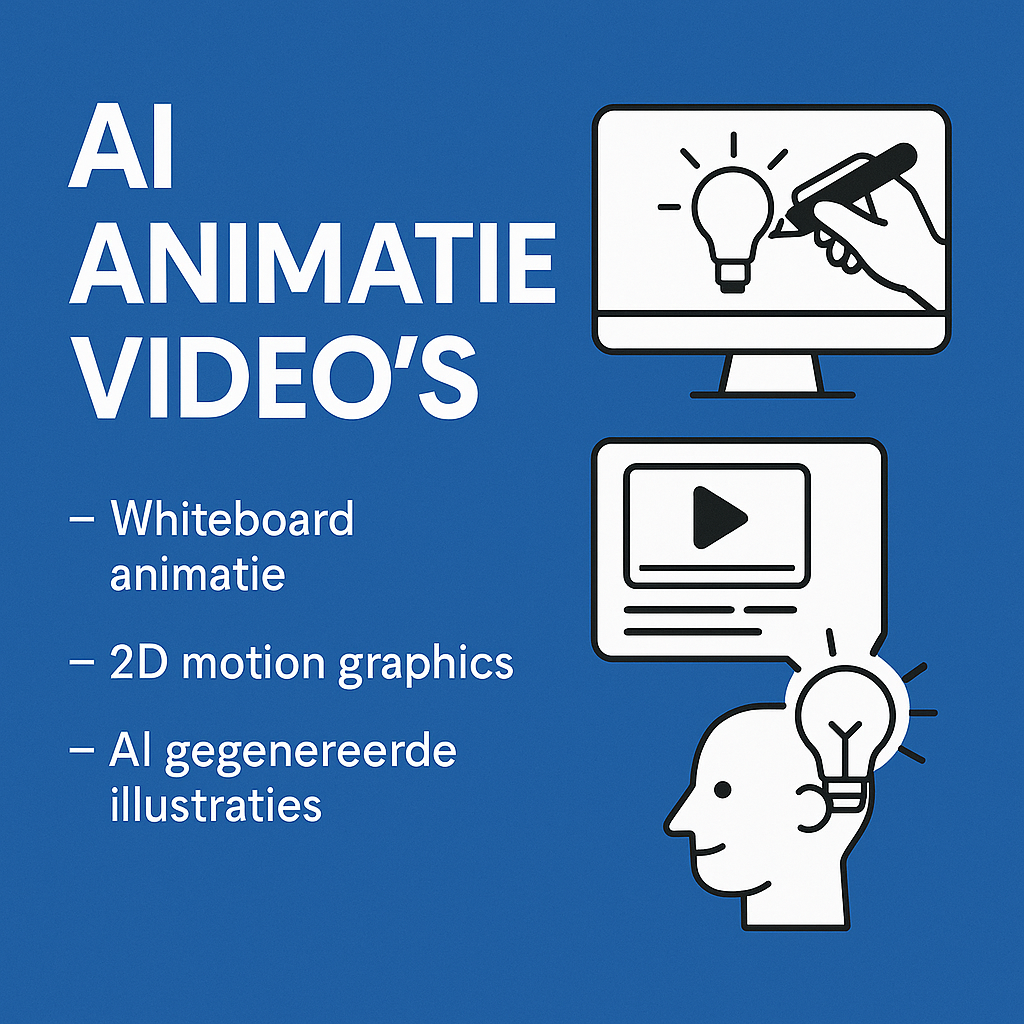 AI
ANIMATIE
VIDEO'S
– Whiteboard
animatie
– 2D motion graphics
– AI gegenereerde
illustraties